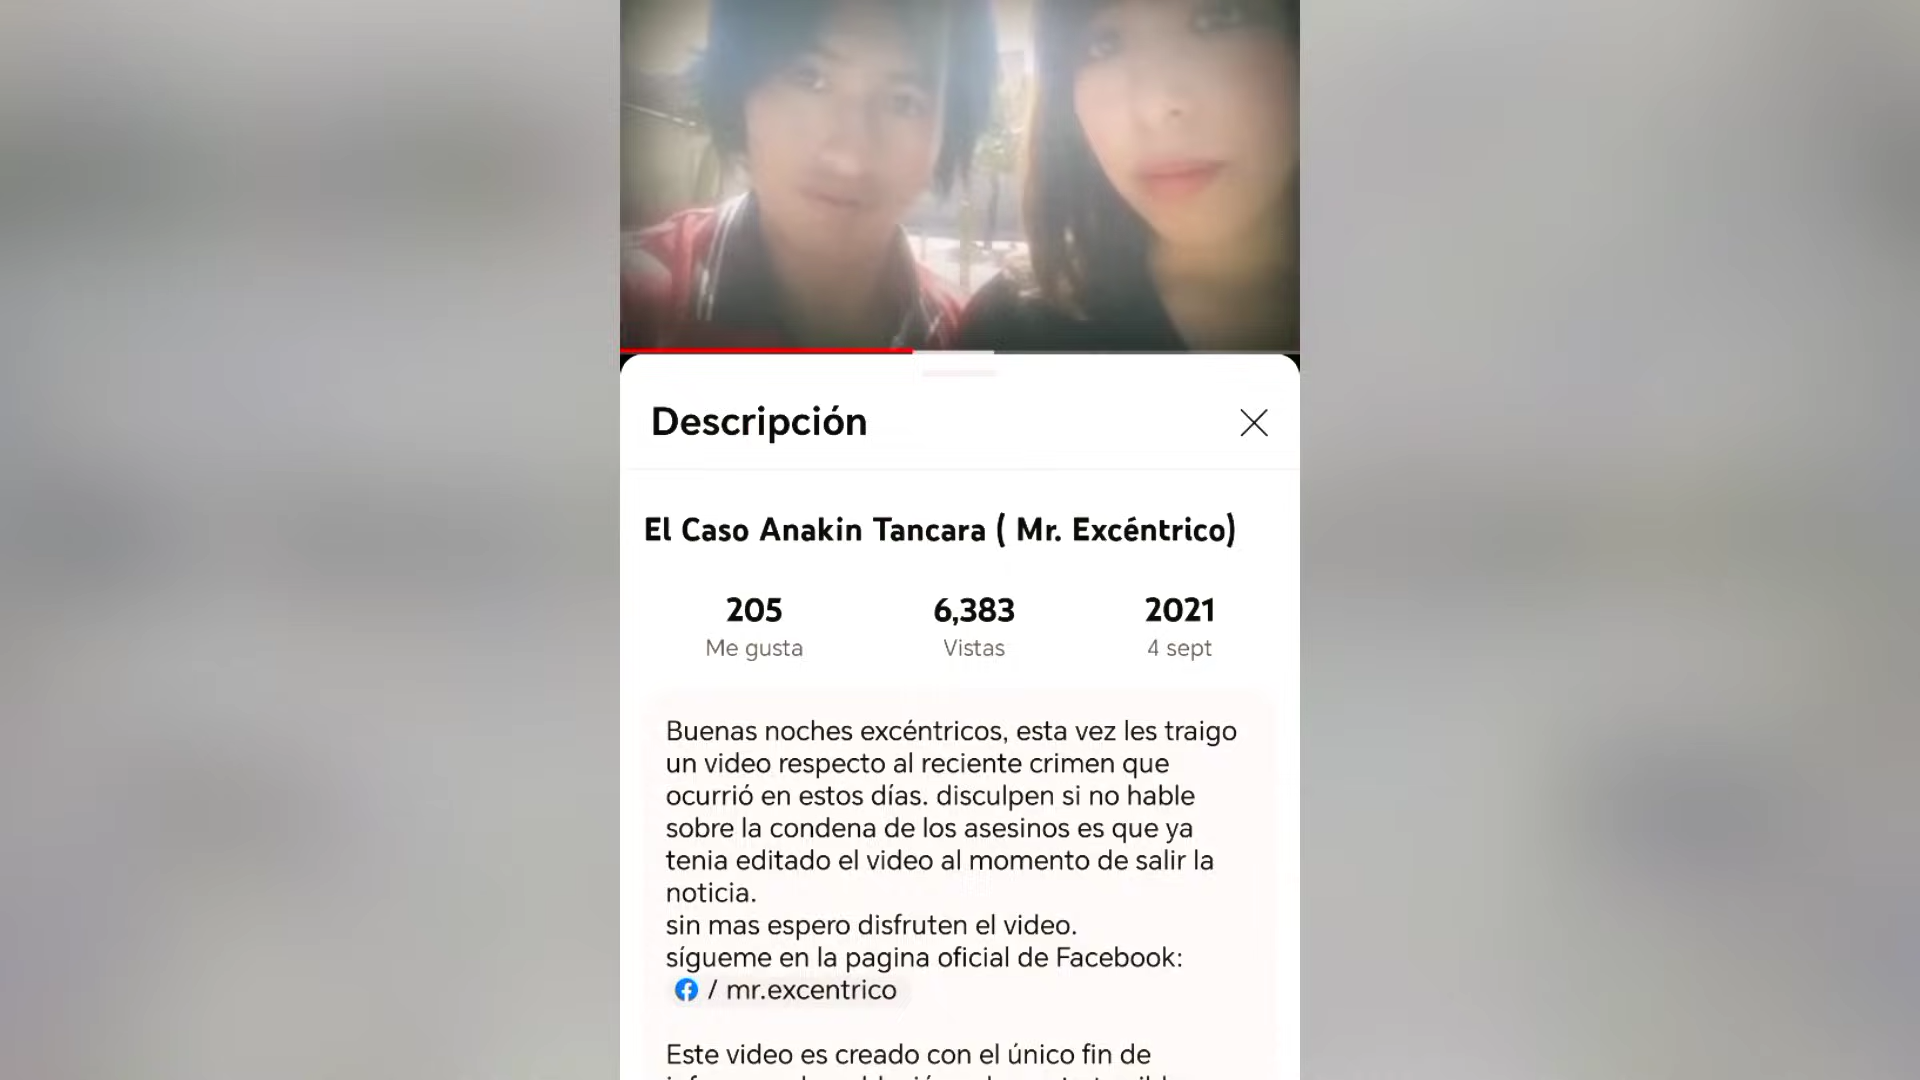 Descripción
El Caso Anakin Tancara ( Mr. Excéntrico)
205 6,383 2021
Me gusta Vistas 4 sept
Buenas noches excéntricos, esta vez les traigo
un video respecto al reciente crimen que
ocurrió en estos días. disculpen si no hable
sobre la condena de los asesinos es que ya
tenia editado el video al momento de salir la
noticia.
sin mas espero disfruten el video.
sígueme en la pagina oficial de Facebook:
/ mr.excentrico
Este video es creado con el único fin de